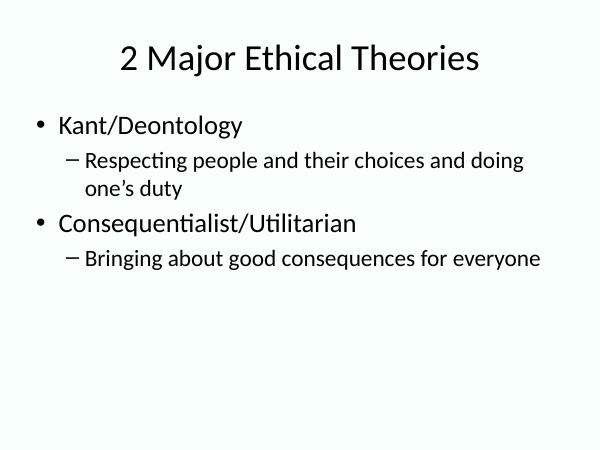 2 Major Ethical Theories
• Kant/Deontology
– Respecting people and their choices and doing
one's duty
• Consequentialist/Utilitarian
– Bringing about good consequences for everyone